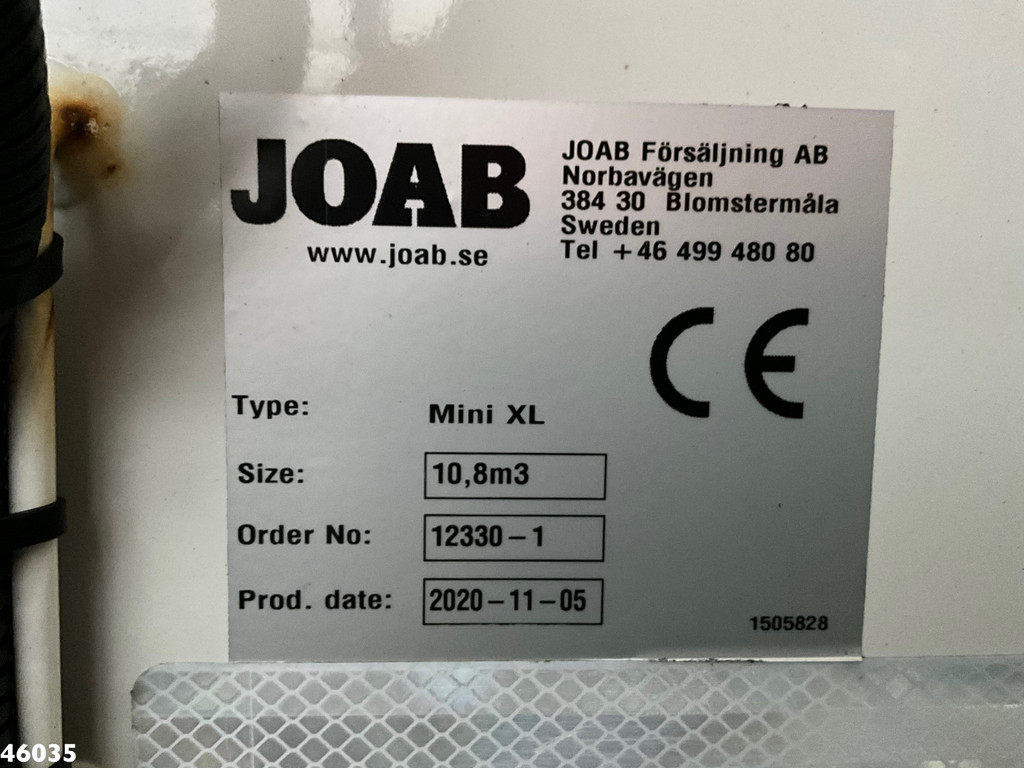 JOAB
www.joab.se
JOAB Försäljning AB
Norbavägen
384 30 Blomstermåla
Sweden
Tel +46 499 480 80
CE
Type: Mini XL
Size: 10,8m3
Order No: 12330-1
Prod. date: 2020-11-05
1505828
46035